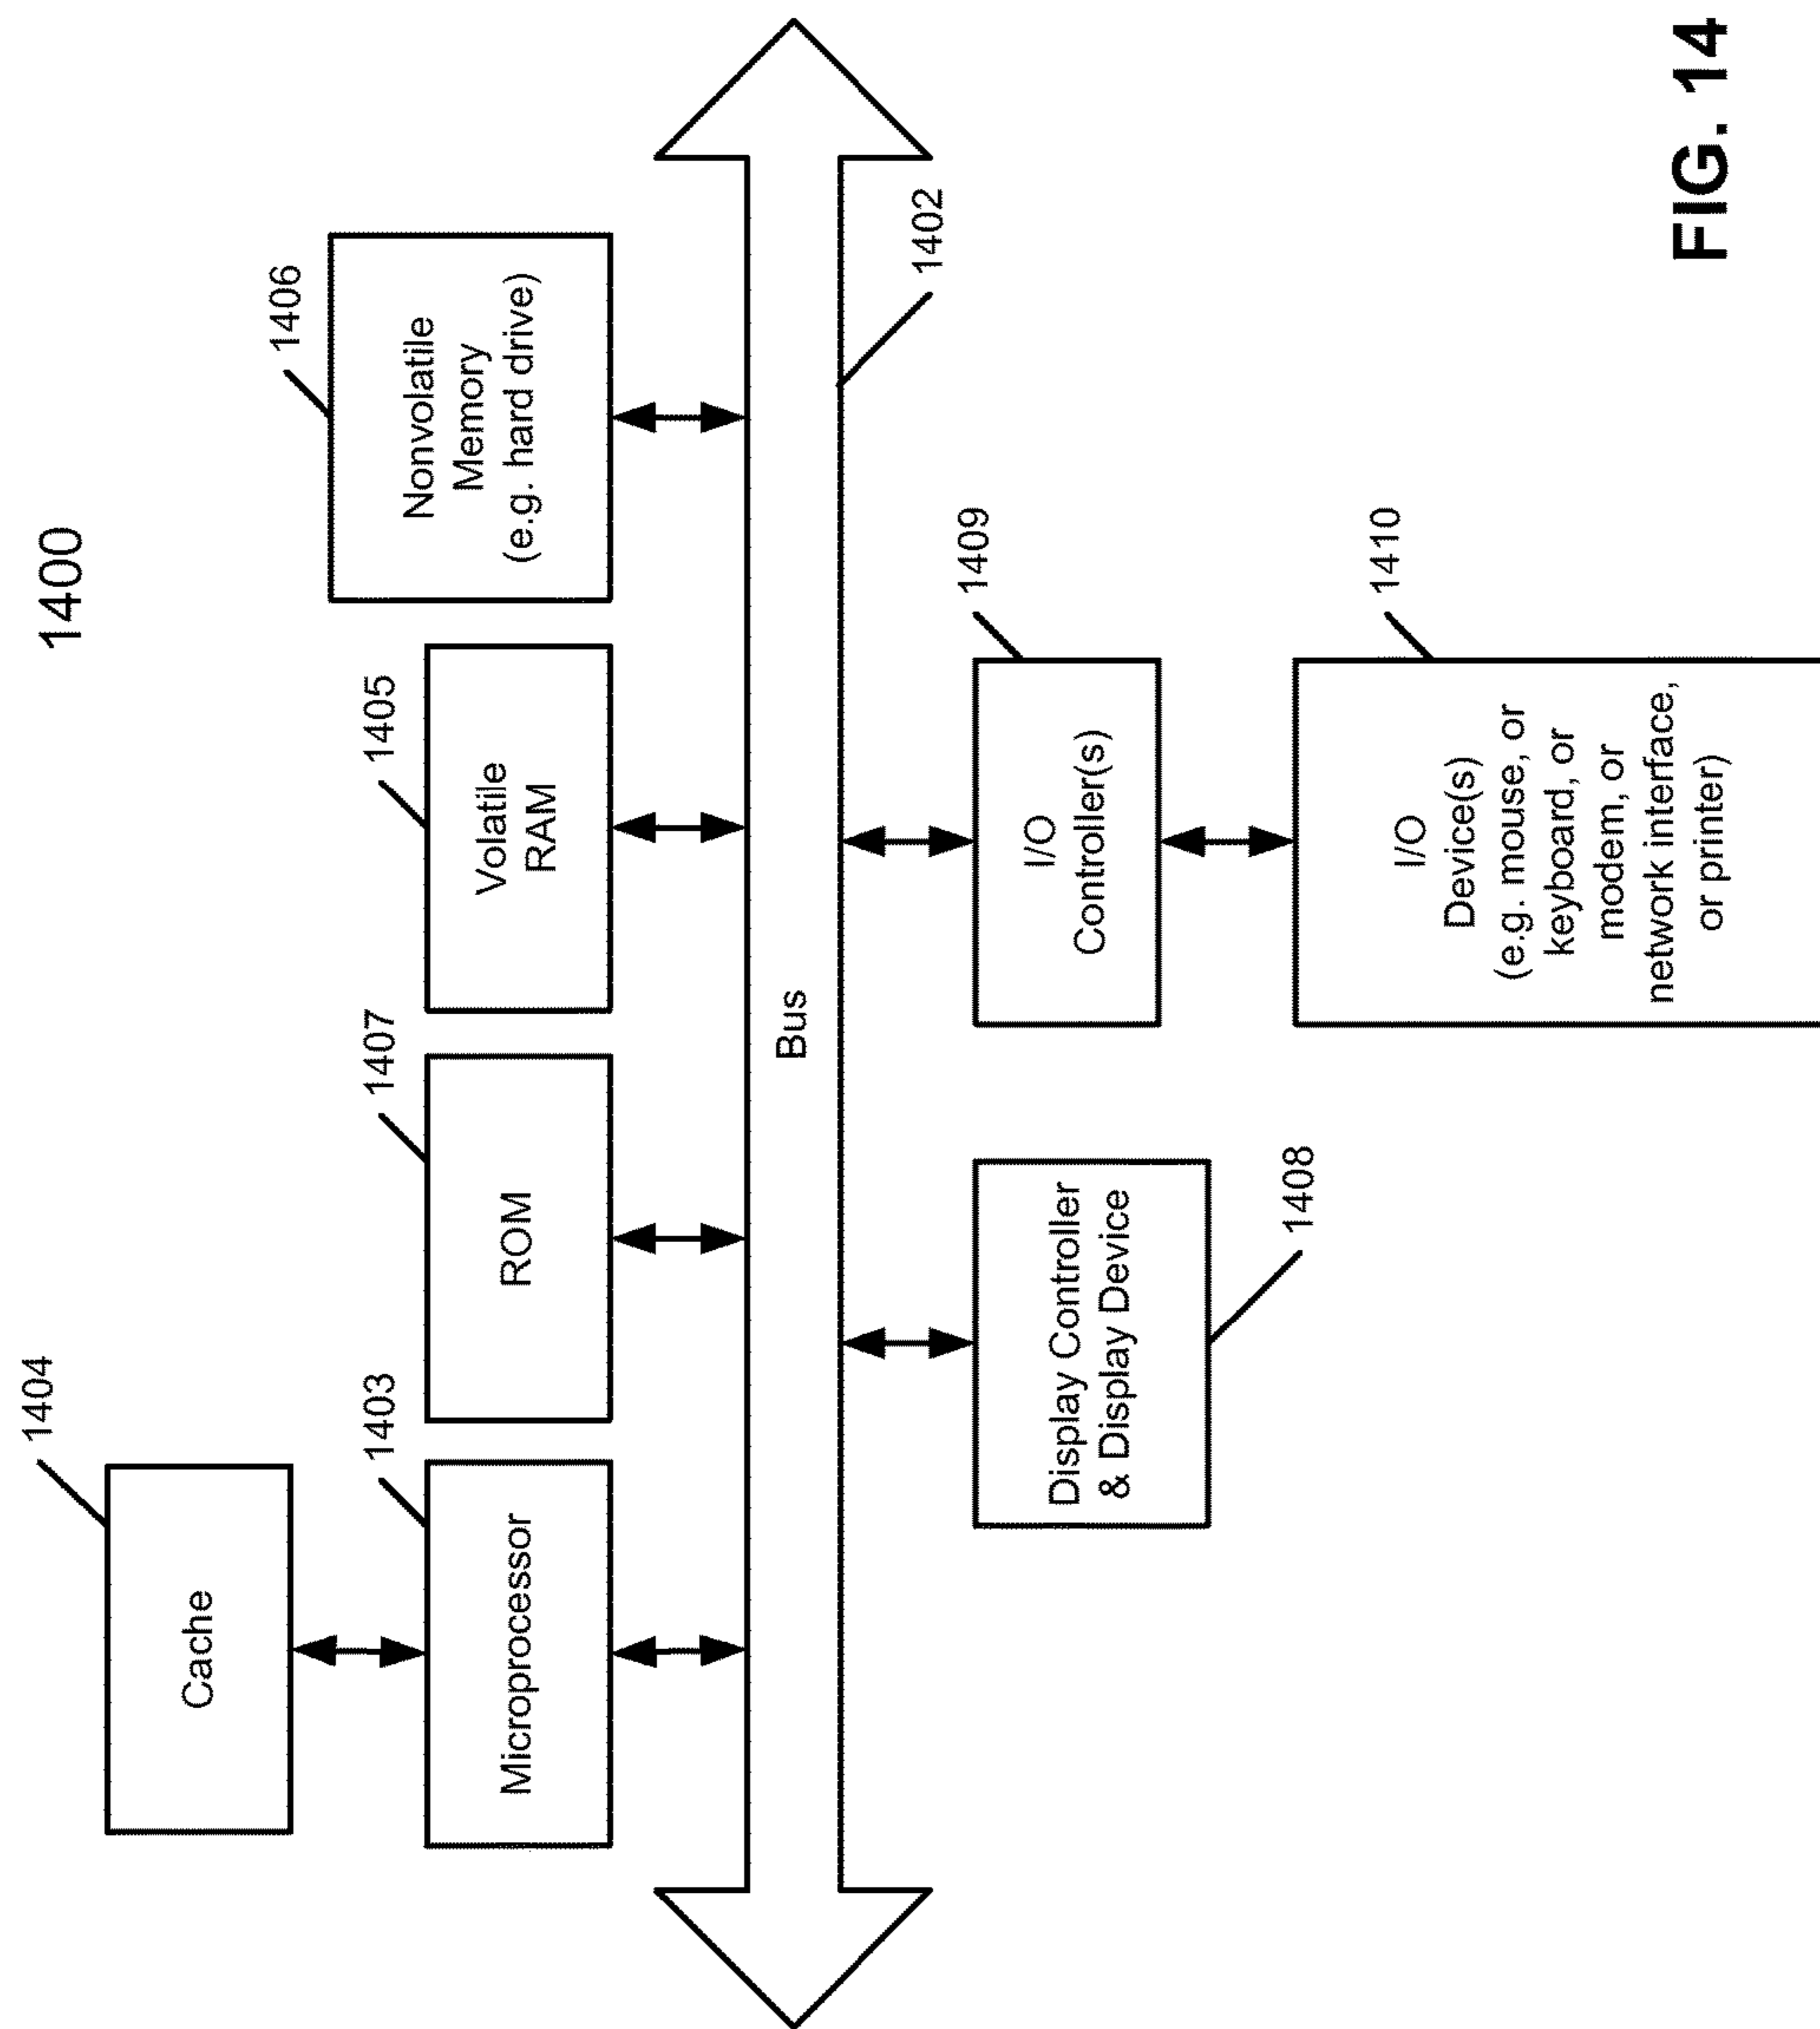 1400
1404
Cache
1403
Microprocessor
1407
ROM
1405
Volatile
RAM
1406
Nonvolatile
Memory
(e.g. hard drive)
Bus
1402
Display Controller
& Display Device
1408
1409
I/O
Controller(s)
1410
I/O
Device(s)
(e.g. mouse, or
keyboard, or
modem, or
network interface,
or printer)
FIG. 14